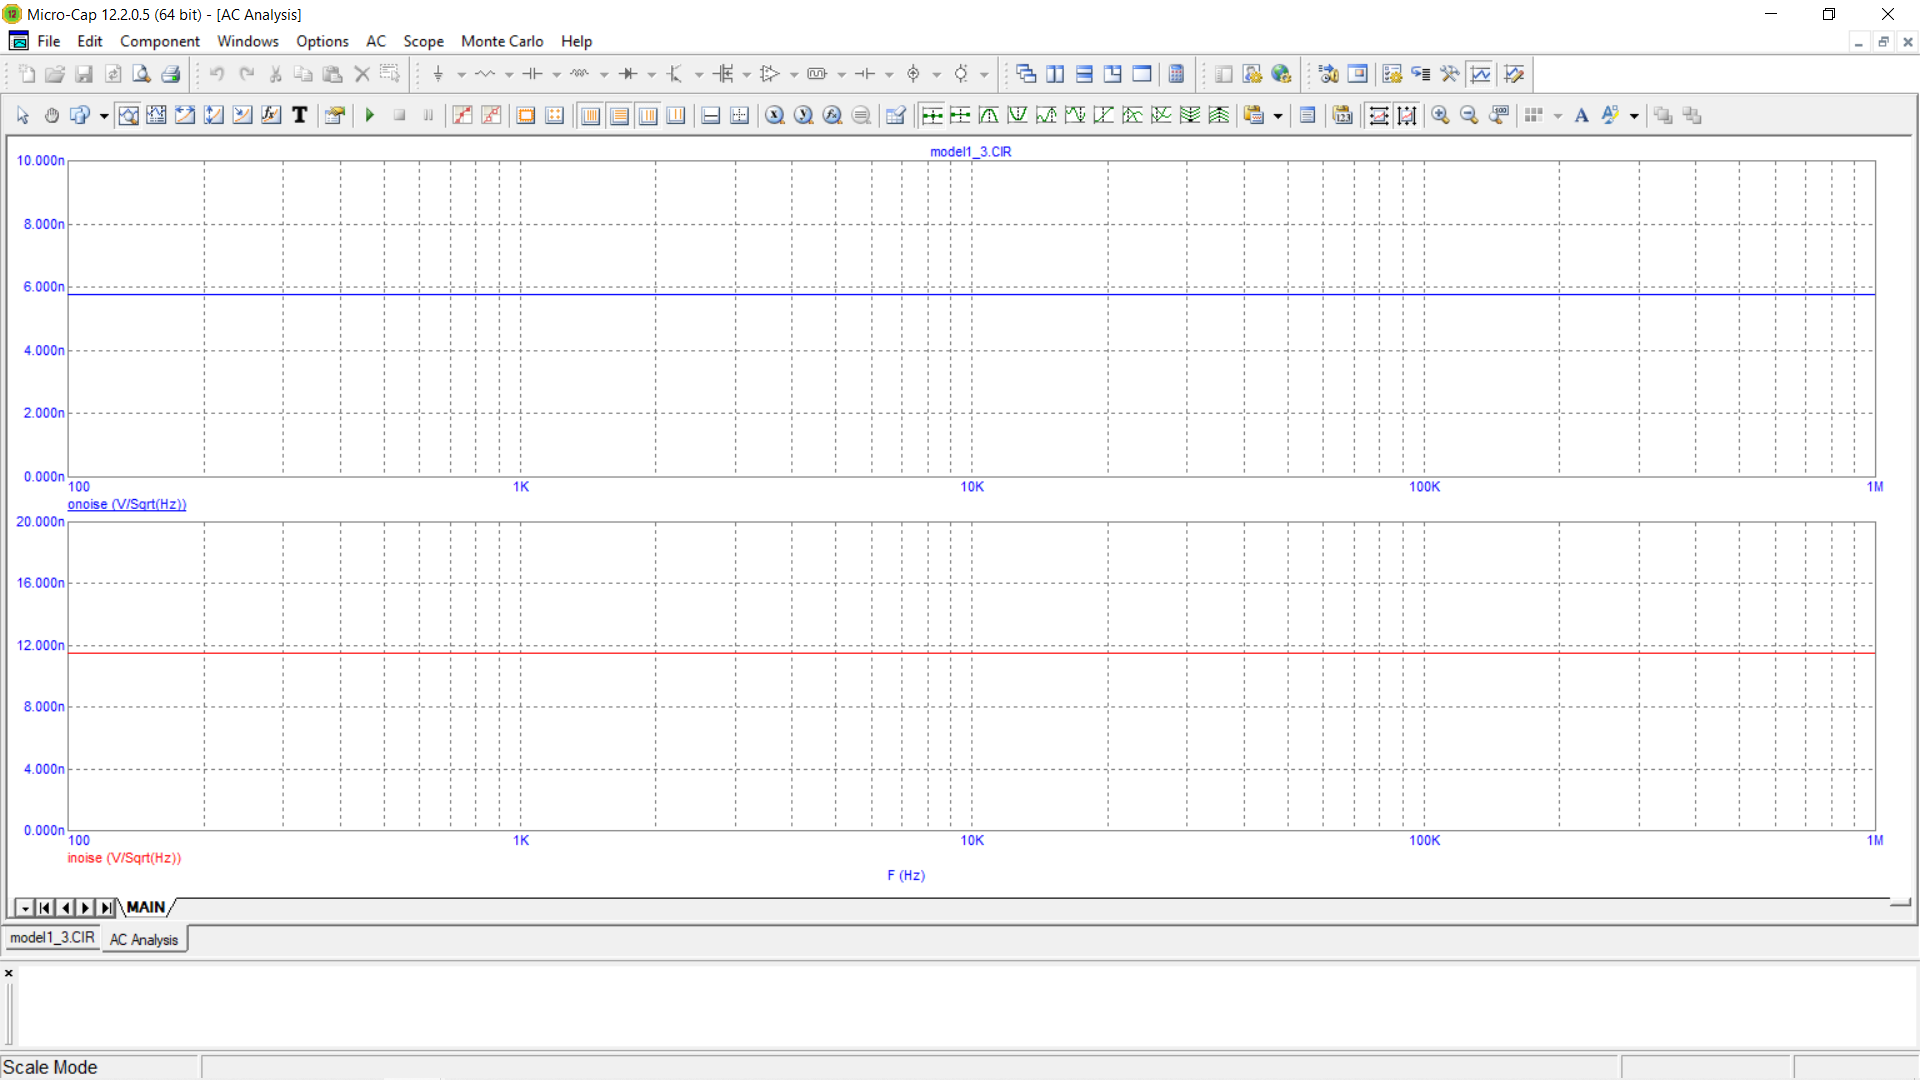 Micro-Cap 12.2.0.5 (64 bit) - [AC Analysis]
File Edit Component Windows Options AC Scope Monte Carlo Help
model1_3.CIR
10.000n
8.000n
6.000n
4.000n
2.000n
0.000n
100 1K 10K 100K 1M
onoise (V/Sqrt(Hz))
20.000n
16.000n
12.000n
8.000n
4.000n
0.000n
100 1K 10K 100K 1M
inoise (V/Sqrt(Hz))
F (Hz)
MAIN
model1_3.CIR AC Analysis
Scale Mode